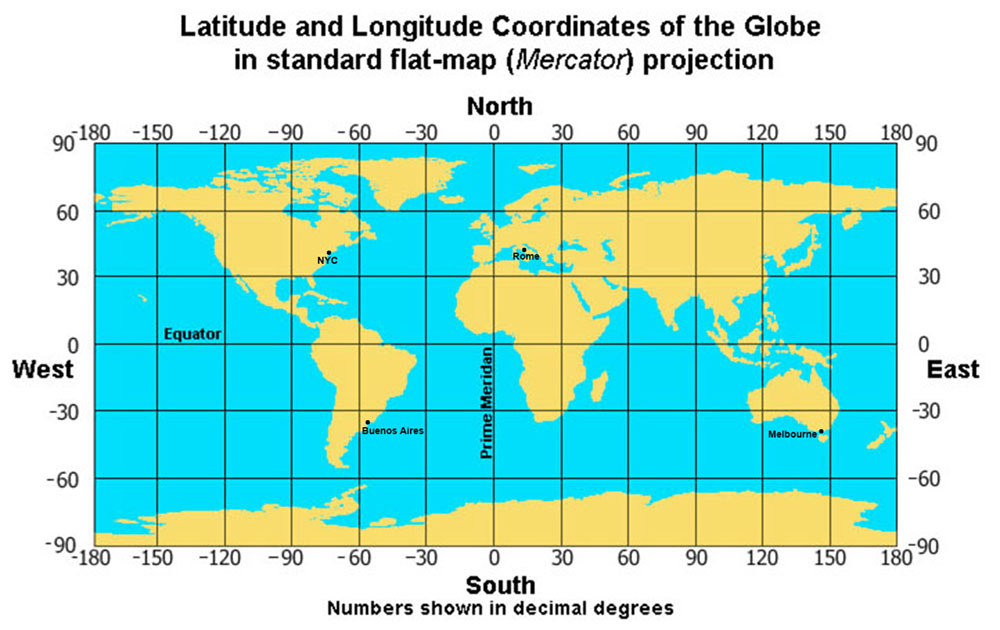 Latitude and Longitude Coordinates of the Globe
in standard flat-map (Mercator) projection
North
-180 -150 -120 -90 -60 -30 0 30 60 90 120 150 180
90 90
60 60
NYC Rome
30 30
Equator
0 0
West East
Prime Meridan
-30 -30
Buenos Aires Melbourne
-60 -60
-90 -90
-180 -150 -120 -90 -60 -30 0 30 60 90 120 150 180
South
Numbers shown in decimal degrees